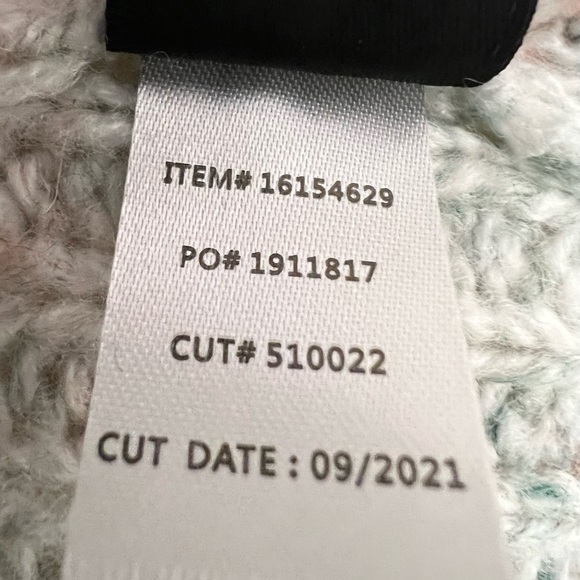 ITEM# 16154629
PO# 1911817
CUT# 510022
CUT DATE : 09/2021